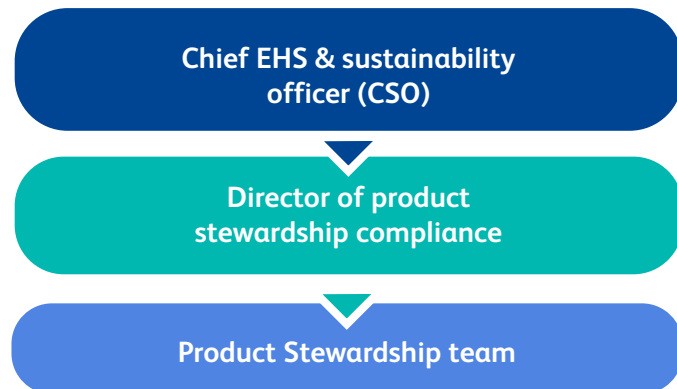 Chief EHS & sustainability
officer (CSO)
Director of product
stewardship compliance
Product Stewardship team